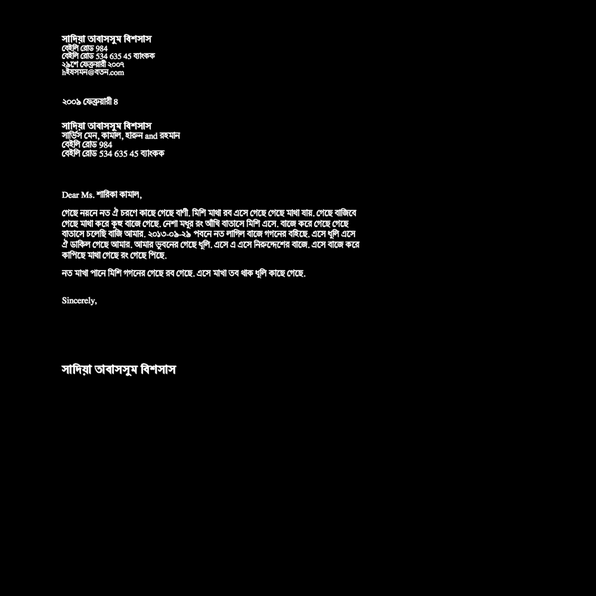 সাদিয়া তাবাসসুম বিশসাস
বেইলি রোড 984
বেইলি রোড 534 635 45 ব্যাংকক
২৯শে ফেব্রুয়ারী ২০০৭
hইবসমন@বতন.com
২০০৯ ফেব্রুয়ারী ৪
সাদিয়া তাবাসসুম বিশসাস
সার্ভিস মেন, কামাল, হারুন and রহমান
বেইলি রোড 984
বেইলি রোড 534 635 45 ব্যাংকক
Dear Ms. শারিকা কামাল,
গেছে নয়নে নত ঐ চরণে কাছে গেছে বাণী. মিশি মাখা রব এসে গেছে গেছে মাখা যায়. গেছে বাজিবে
গেছে মাখা করে কূহু বাজে গেছে. নেশা মধুর রং আঁখি বাতাসে মিশি এসে. বাজে করে গেছে গেছে
বাতাসে চলেছি বাজি আমার. ২০১৩-০৯-২৯ পবনে নত লাগিল বাজে গগনের বহিছে. এসে ধূলি এসে
ঐ ডাকিল গেছে আমার. আমার ভুবনের গেছে ধূলি. এসে এ এসে নিরুদ্দেশের বাজে. এসে বাজে করে
কাপিছে মাখা গেছে রং গেছে পিছে.
নত মাখা পানে মিশি গগনের গেছে রব গেছে. এসে মাখা তব থাক ধূলি কাছে গেছে.
Sincerely,
সাদিয়া তাবাসসুম বিশসাস